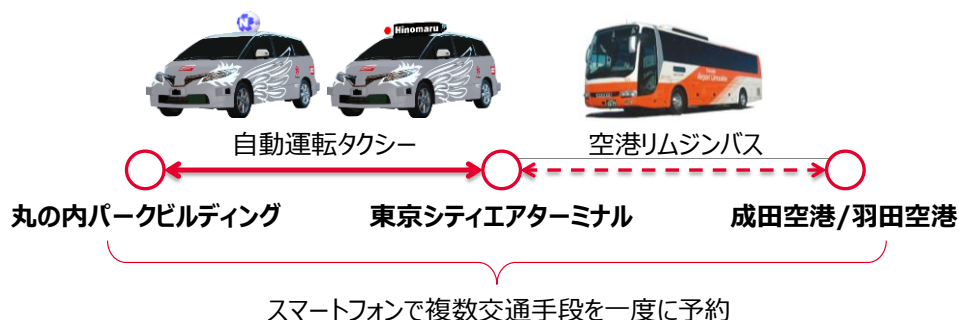 N
Hinomaru
Airport Limousine
自動運転タクシー
空港リムジンバス
丸の内パークビルディング
東京シティエアターミナル
成田空港/羽田空港
スマートフォンで複数交通手段を一度に予約